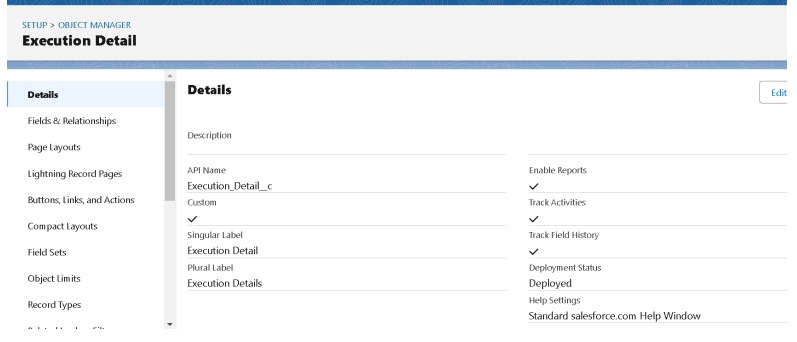 SETUP > OBJECT MANAGER
Execution Detail
Details
Fields & Relationships
Page Layouts
Lightning Record Pages
Buttons, Links, and Actions
Compact Layouts
Field Sets
Object Limits
Record Types
Details
Edit
Description
API Name
Execution_Detail__c
Custom
Singular Label
Execution Detail
Plural Label
Execution Details
Enable Reports
Track Activities
Track Field History
Deployment Status
Deployed
Help Settings
Standard salesforce.com Help Window